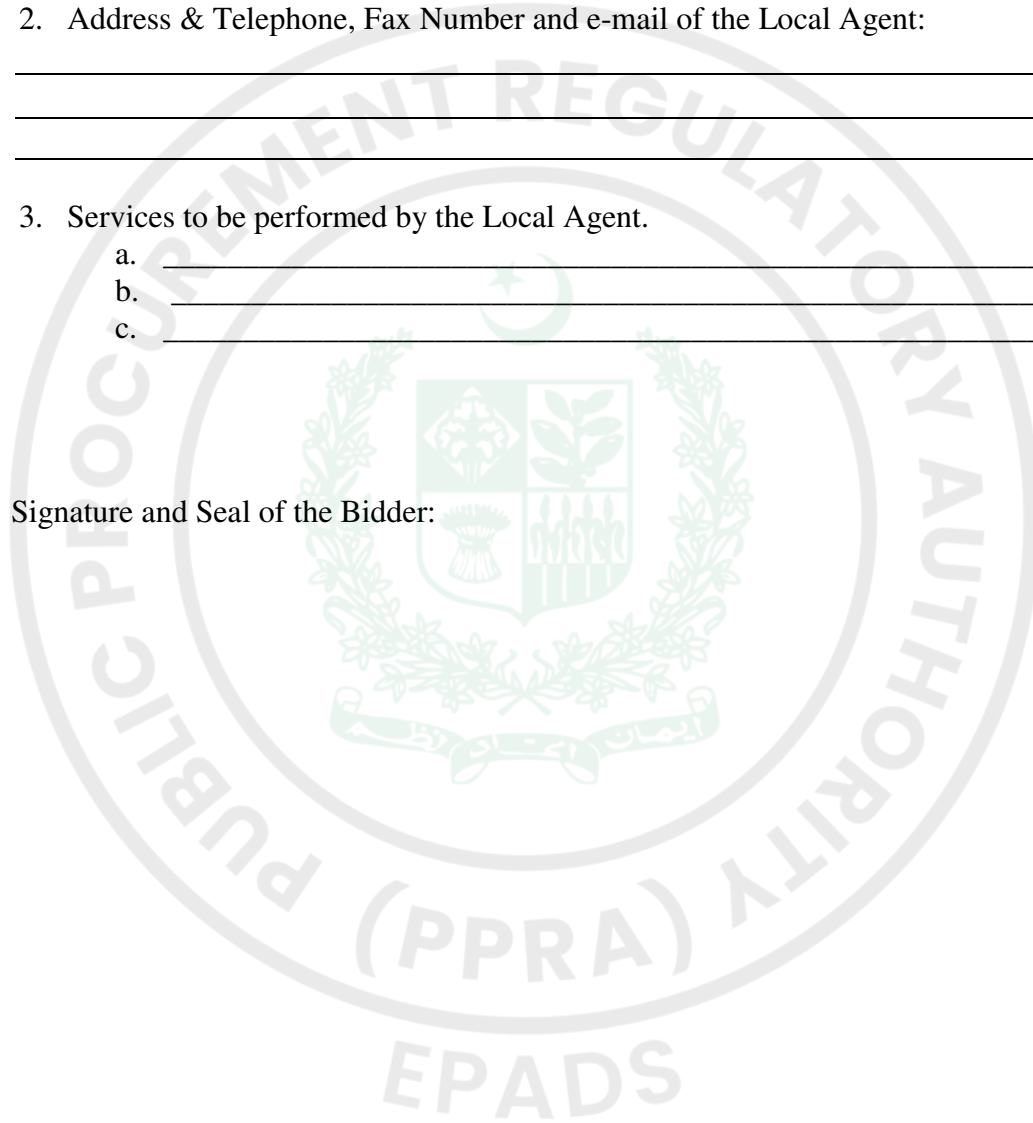 2. Address & Telephone, Fax Number and e-mail of the Local Agent:
3. Services to be performed by the Local Agent.
a.
b.
c.
Signature and Seal of the Bidder:
PUBLIC PROCUREMENT REGULATORY AUTHORITY
(PPRA)
EPADS